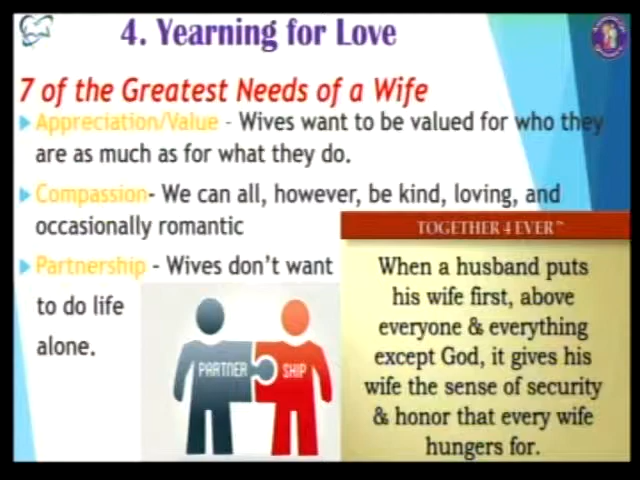 4. Yearning for Love
7 of the Greatest Needs of a Wife
Appreciation/Value - Wives want to be valued for who they
are as much as for what they do.
Compassion- We can all, however, be kind, loving, and
occasionally romantic
Partnership - Wives don't want
to do life
alone.
PARTNER SHIP
TOGETHER 4 EVER™
When a husband puts
his wife first, above
everyone & everything
except God, it gives his
wife the sense of security
& honor that every wife
hungers for.